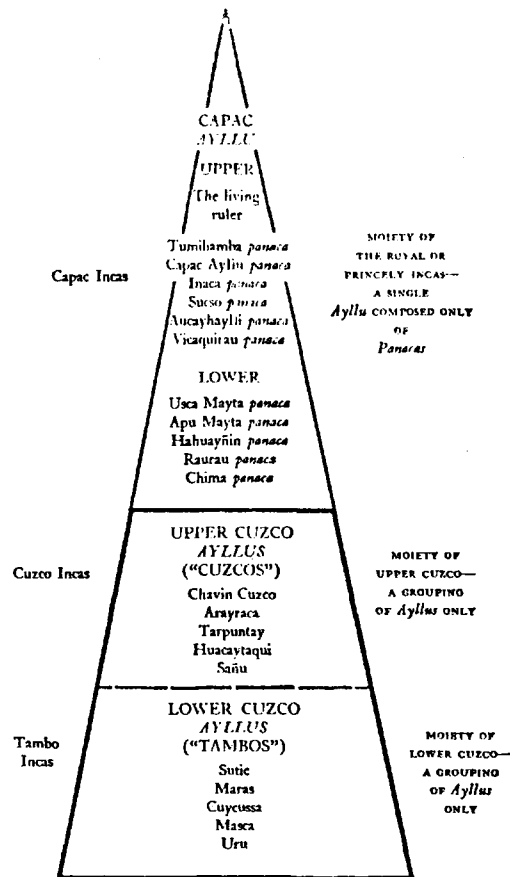 CAPAC
AYLLU
UPPER
The living
ruler
Tumibamba panaca
Capac Ayllu panaca
Inaca panaca
Sucso panaca
Aucayhaylli panaca
Vicaquirau panaca
LOWER
Usca Mayta panaca
Apu Mayta panaca
Hahuayñin panaca
Raurau panaca
Chima panaca
Capac Incas
MOIETY OF
THE ROYAL OR
PRINCELY INCAS—
A SINGLE
Ayllu COMPOSED ONLY
OF
Panacas
UPPER CUZCO
AYLLUS
("CUZCOS")
Chavin Cuzco
Arayraca
Tarpuntay
Huacaytaqui
Sañu
Cuzco Incas
MOIETY OF
UPPER CUZCO—
A GROUPING
OF Ayllus ONLY
LOWER CUZCO
AYLLUS
("TAMBOS")
Sutic
Maras
Cuycussa
Masca
Uru
Tambo
Incas
MOIETY OF
LOWER CUZCO—
A GROUPING
OF Ayllus
ONLY